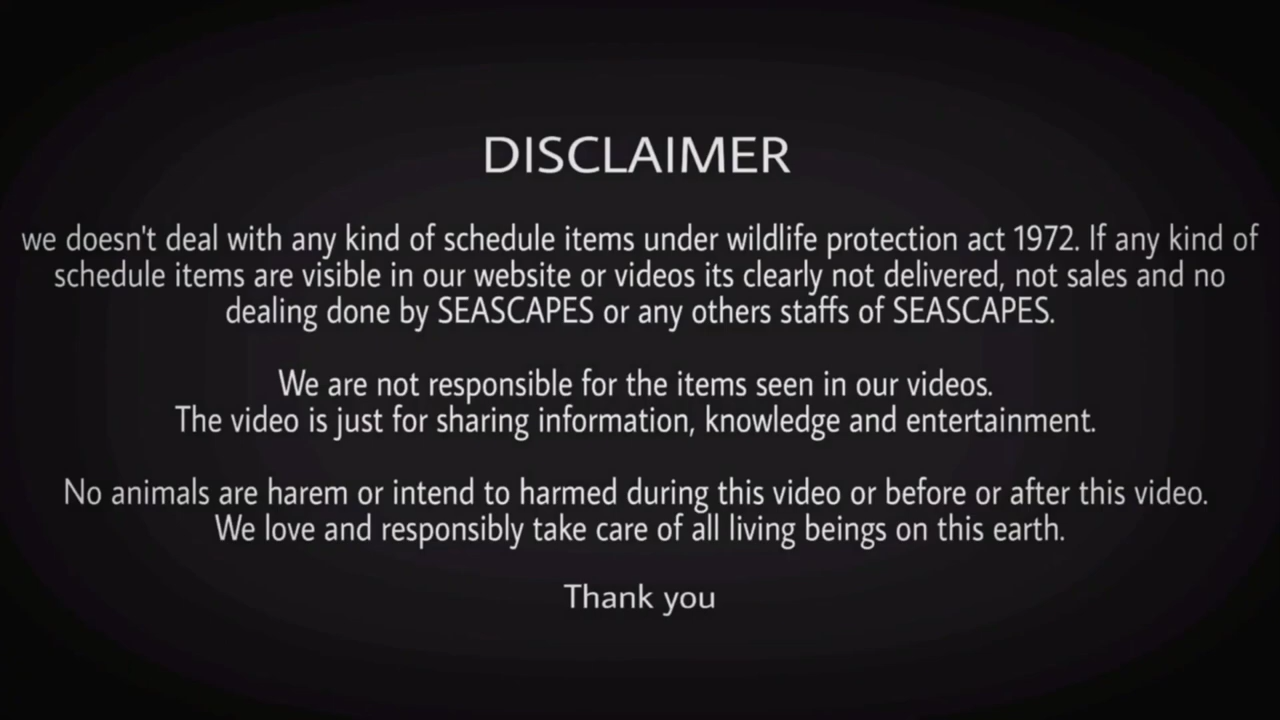 DISCLAIMER
we doesn't deal with any kind of schedule items under wildlife protection act 1972. If any kind of
schedule items are visible in our website or videos its clearly not delivered, not sales and no
dealing done by SEASCAPES or any others staffs of SEASCAPES.
We are not responsible for the items seen in our videos.
The video is just for sharing information, knowledge and entertainment.
No animals are harem or intend to harmed during this video or before or after this video.
We love and responsibly take care of all living beings on this earth.
Thank you